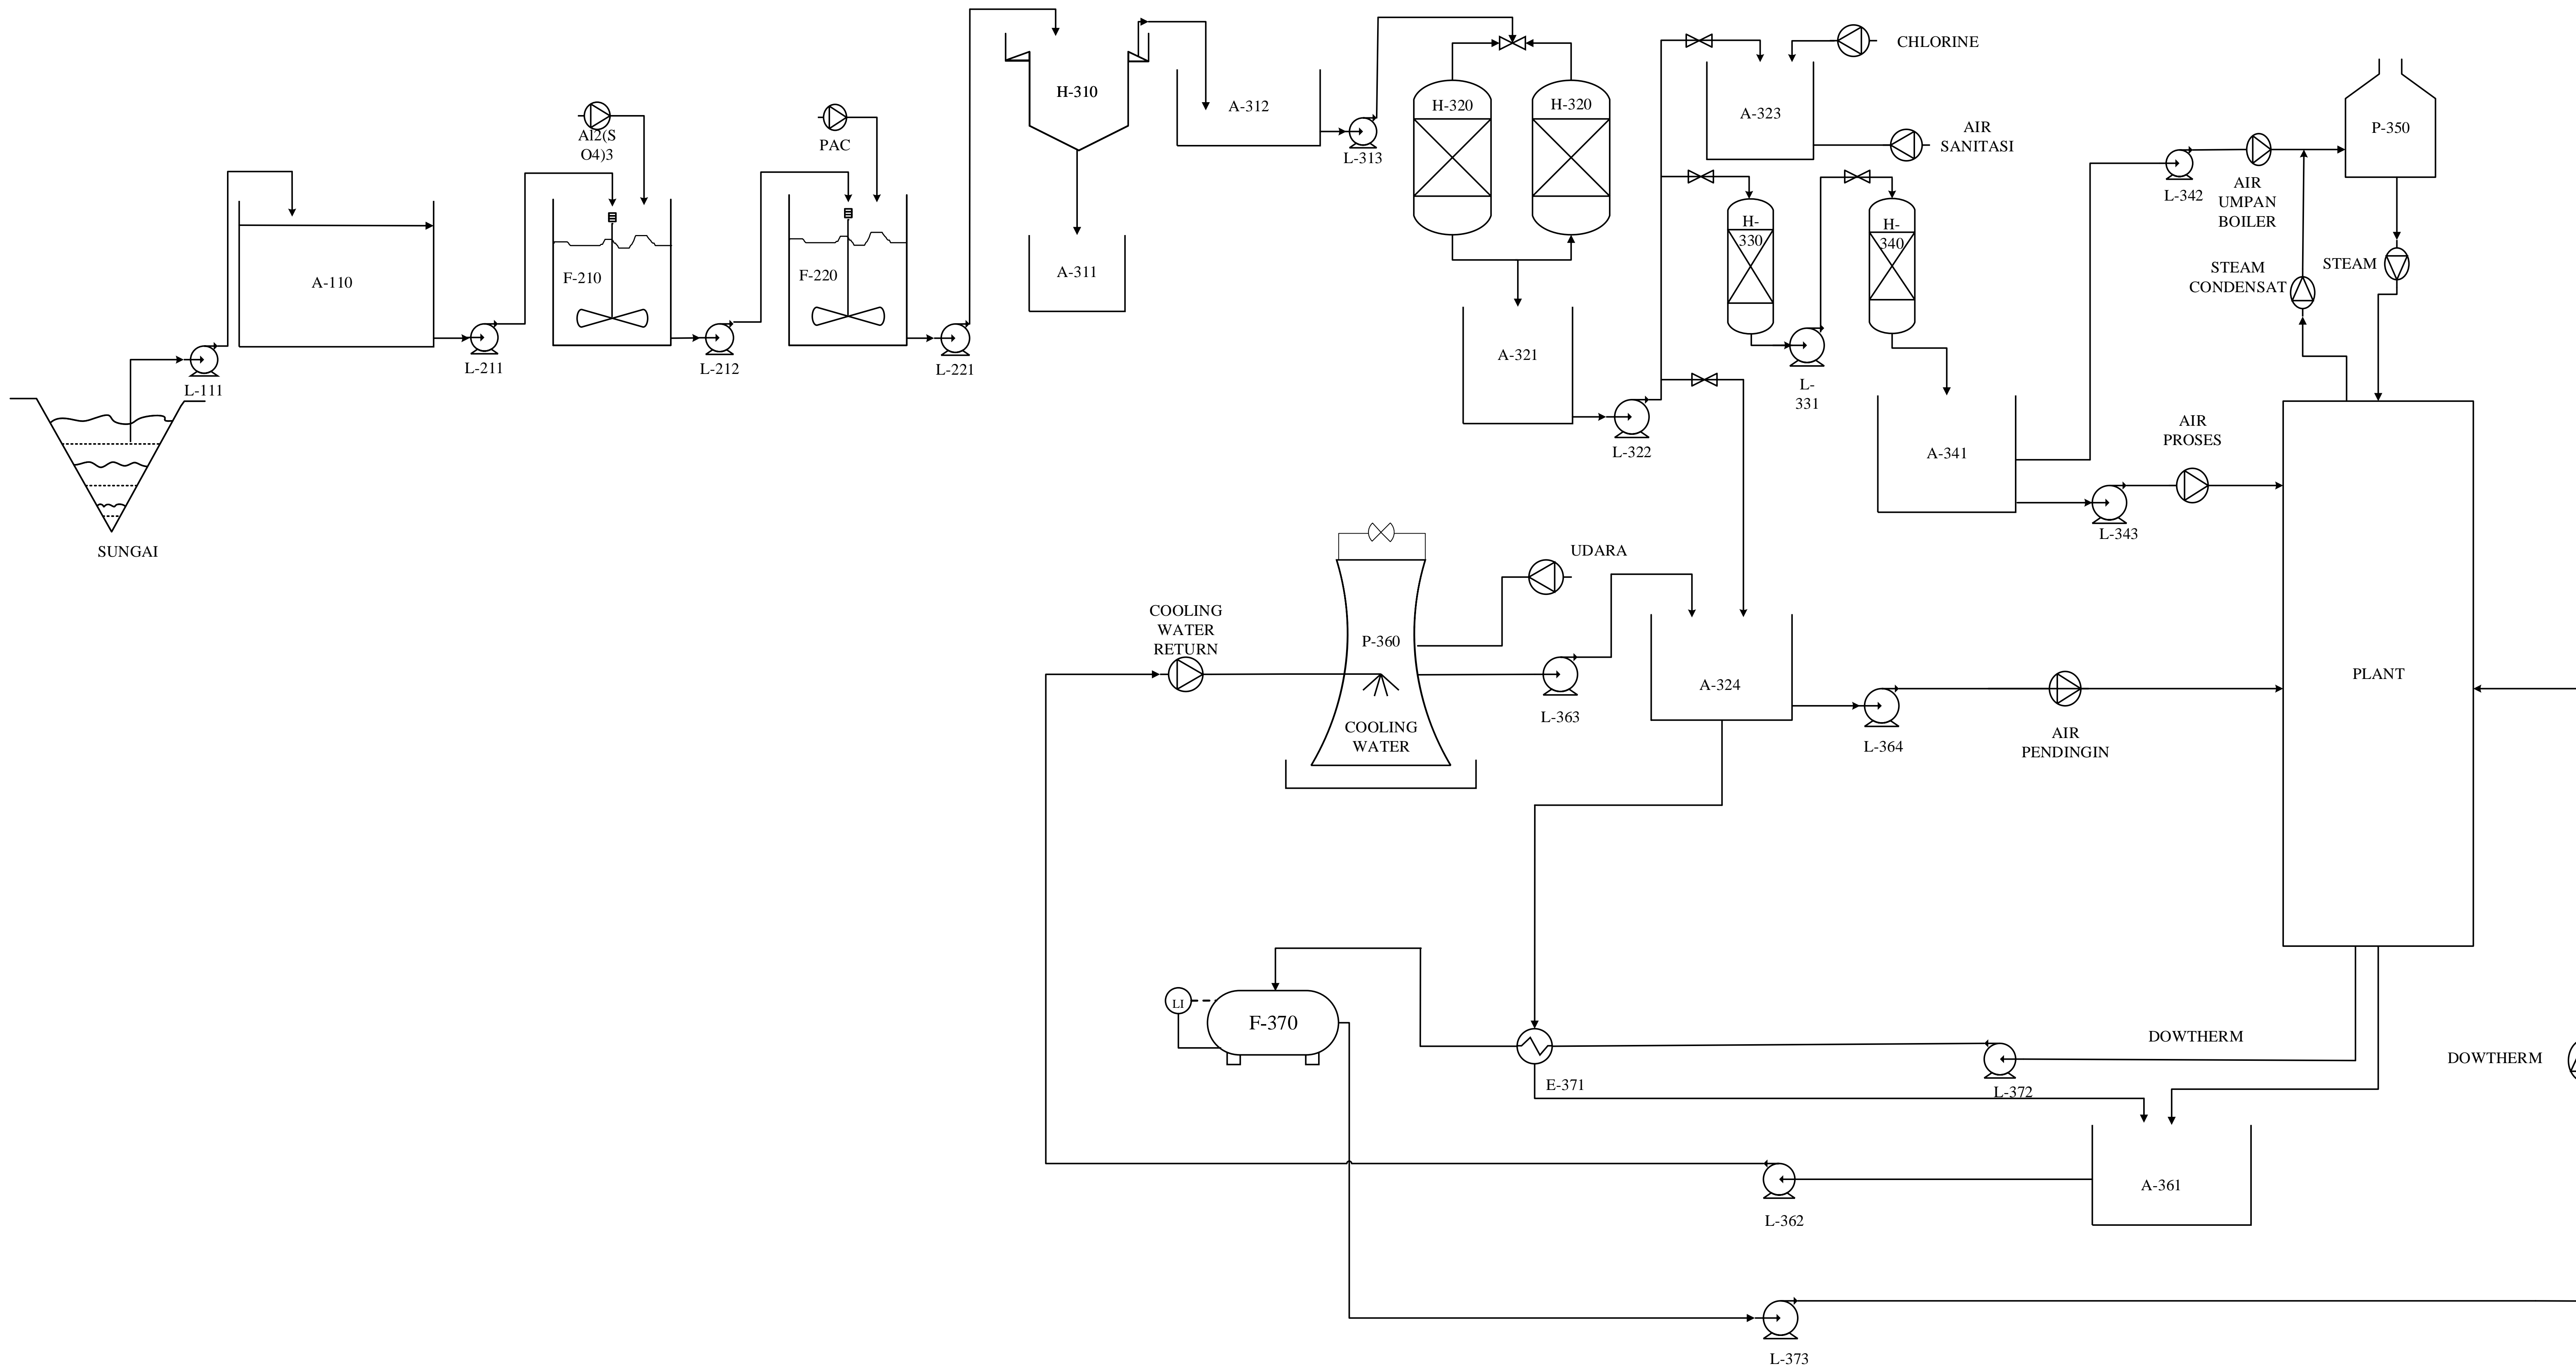 CHLORINE
H-310
A-312
H-320
H-320
A-323
AIR
SANITASI
P-350
Al2(S
O4)3
PAC
L-313
L-342
AIR
UMPAN
BOILER
H-
330
H-
340
STEAM
CONDENSAT
STEAM
A-110
F-210
F-220
A-311
A-321
L-111
L-211
L-212
L-221
L-331
L-322
A-341
AIR
PROSES
L-343
SUNGAI
UDARA
COOLING
WATER
RETURN
P-360
COOLING
WATER
L-363
A-324
L-364
AIR
PENDINGIN
PLANT
LI
F-370
E-371
DOWTHERM
L-372
DOWTHERM
A-361
L-362
L-373